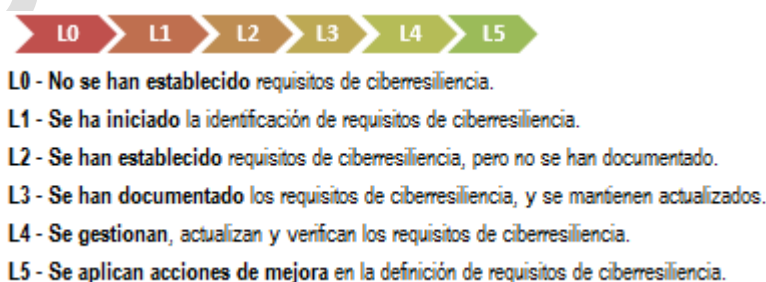 L0 L1 L2 L3 L4 L5
L0 - No se han establecido requisitos de ciberresiliencia.
L1 - Se ha iniciado la identificación de requisitos de ciberresiliencia.
L2 - Se han establecido requisitos de ciberresiliencia, pero no se han documentado.
L3 - Se han documentado los requisitos de ciberresiliencia, y se mantienen actualizados.
L4 - Se gestionan, actualizan y verifican los requisitos de ciberresiliencia.
L5 - Se aplican acciones de mejora en la definición de requisitos de ciberresiliencia.